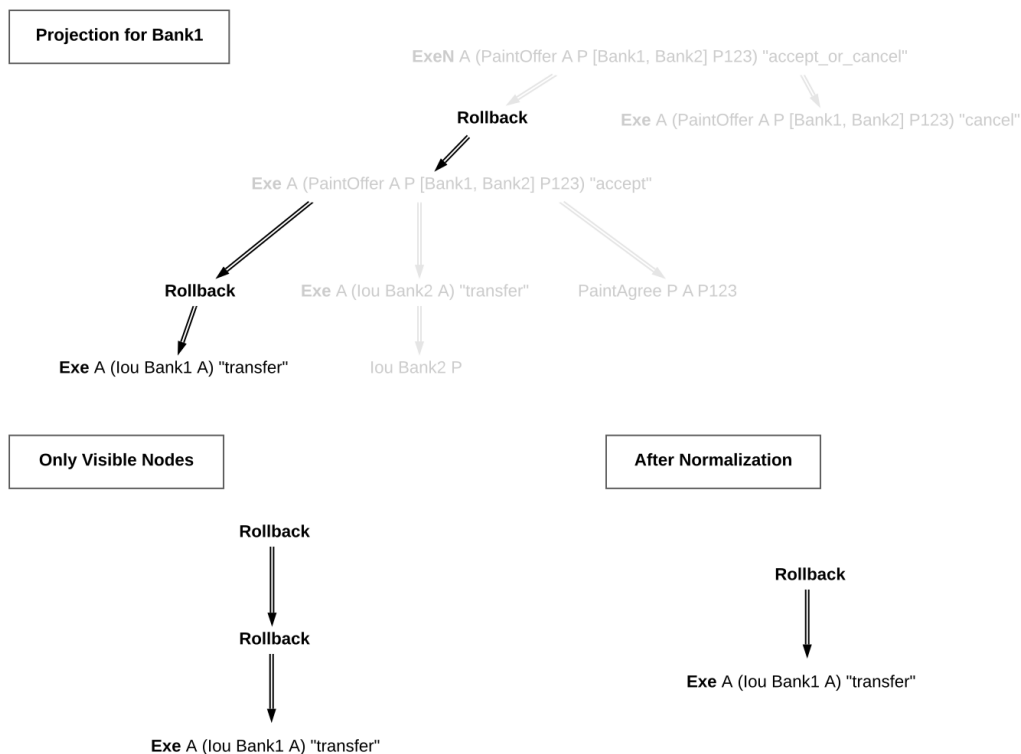 Projection for Bank1
ExeN A (PaintOffer A P [Bank1, Bank2] P123) "accept_or_cancel"
Rollback
Exe A (PaintOffer A P [Bank1, Bank2] P123) "cancel"
Exe A (PaintOffer A P [Bank1, Bank2] P123) "accept"
Rollback
Exe A (Iou Bank2 A) "transfer"
PaintAgree P A P123
Exe A (Iou Bank1 A) "transfer"
Iou Bank2 P
Only Visible Nodes
After Normalization
Rollback
Rollback
Rollback
Exe A (Iou Bank1 A) "transfer"
Exe A (Iou Bank1 A) "transfer"